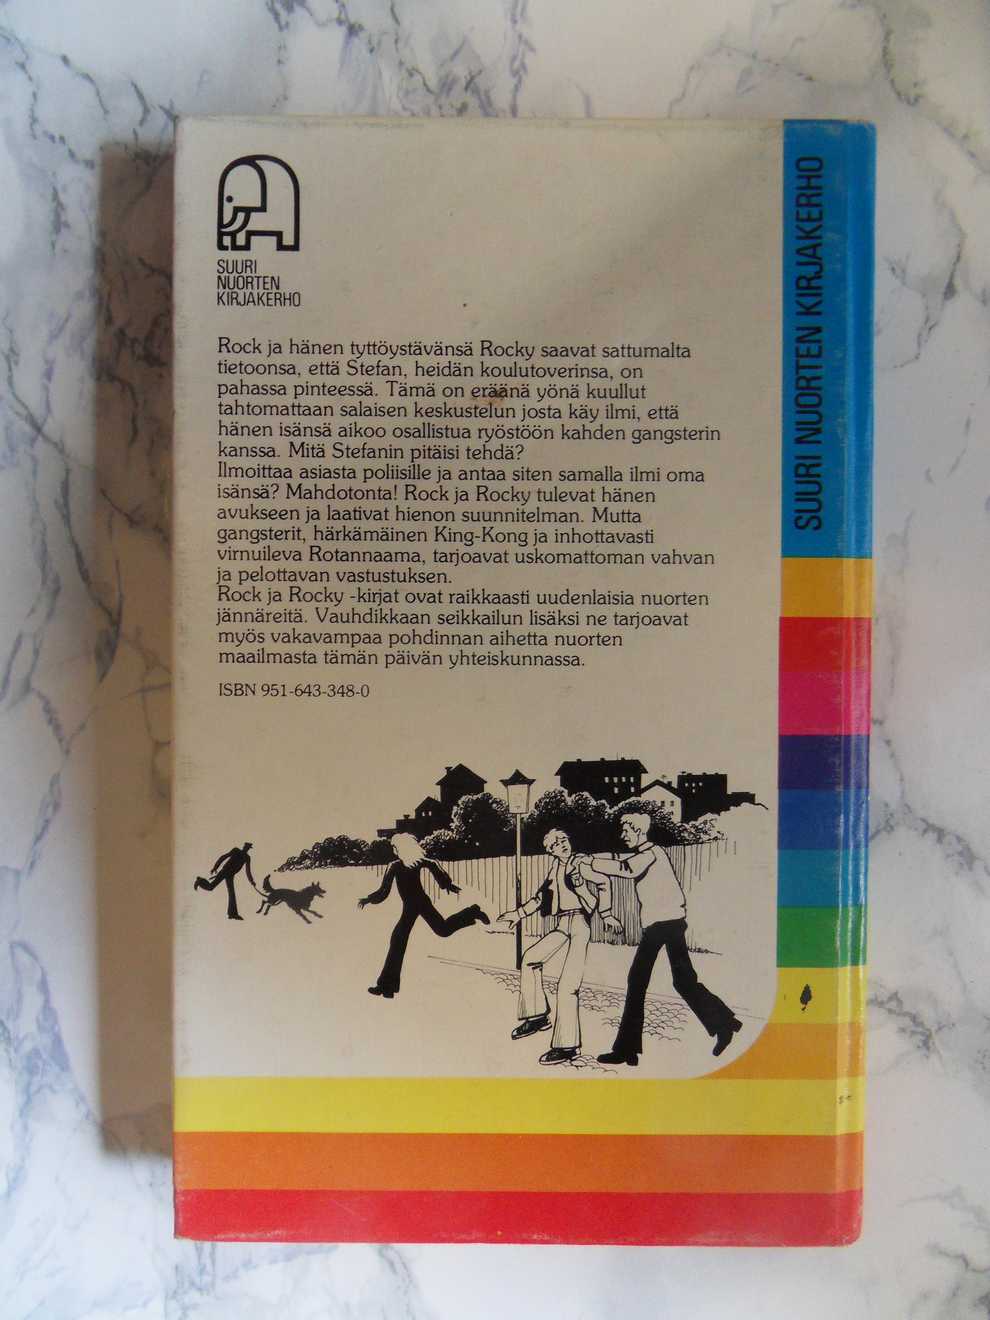 SUURI
NUORTEN
KIRJAKERHO
Rock ja hänen tyttöystävänsä Rocky saavat sattumalta
tietoonsa, että Stefan, heidän koulutoverinsa, on
pahassa pinteessä. Tämä on eräänä yönä kuullut
tahtomattaan salaisen keskustelun josta käy ilmi, että
hänen isänsä aikoo osallistua ryöstöön kahden gangsterin
kanssa. Mitä Stefanin pitäisi tehdä?
Ilmoittaa asiasta poliisille ja antaa siten samalla ilmi oma
isänsä? Mahdotonta! Rock ja Rocky tulevat hänen
avukseen ja laativat hienon suunnitelman. Mutta
gangsterit, härkämäinen King-Kong ja inhottavasti
virnuileva Rotannaama, tarjoavat uskomattoman vahvan
ja pelottavan vastustuksen.
Rock ja Rocky -kirjat ovat raikkaasti uudenlaisia nuorten
jännäreitä. Vauhdikkaan seikkailun lisäksi ne tarjoavat
myös vakavampaa pohdinnan aihetta nuorten
maailmasta tämän päivän yhteiskunnassa.
ISBN 951-643-348-0
SUURI NUORTEN KIRJAKERHO